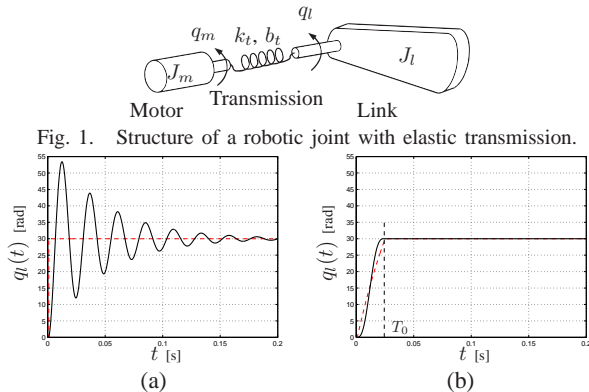 q_m
k_t, b_t
q_l
J_m
J_l
Transmission
Motor
Link
Fig. 1. Structure of a robotic joint with elastic transmission.
55
50
45
40
35
30
25
20
15
10
5
0
q_l(t) [rad]
0 0.05 0.1 0.15 0.2
t [s]
(a)
55
50
45
40
35
30
25
20
15
10
5
0
q_l(t) [rad]
T_0
0 0.05 0.1 0.15 0.2
t [s]
(b)